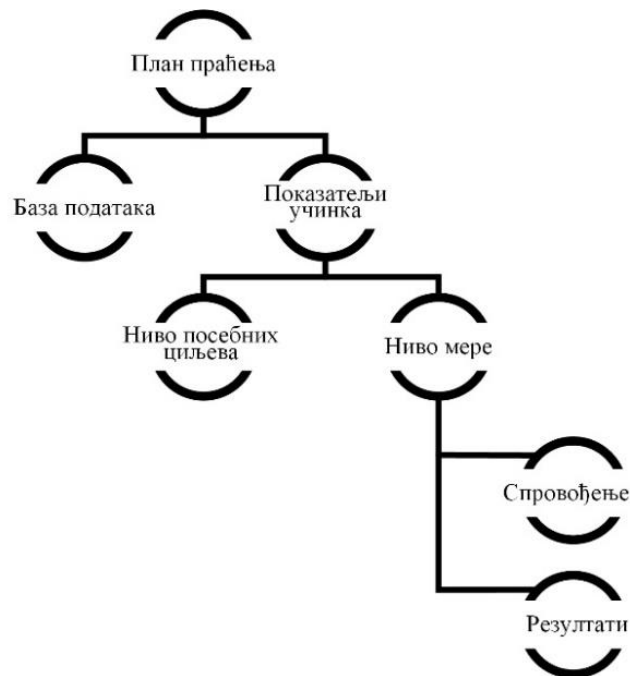 План праћења
База података
Показатељи
учинка
Ниво посебних
циљева
Ниво мере
Спровођење
Резултати